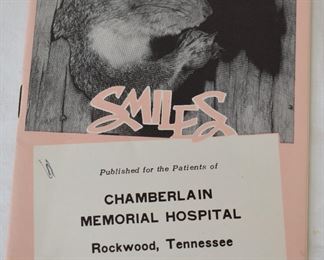 SMILES
Published for the Patients of
CHAMBERLAIN
MEMORIAL HOSPITAL
Rockwood, Tennessee